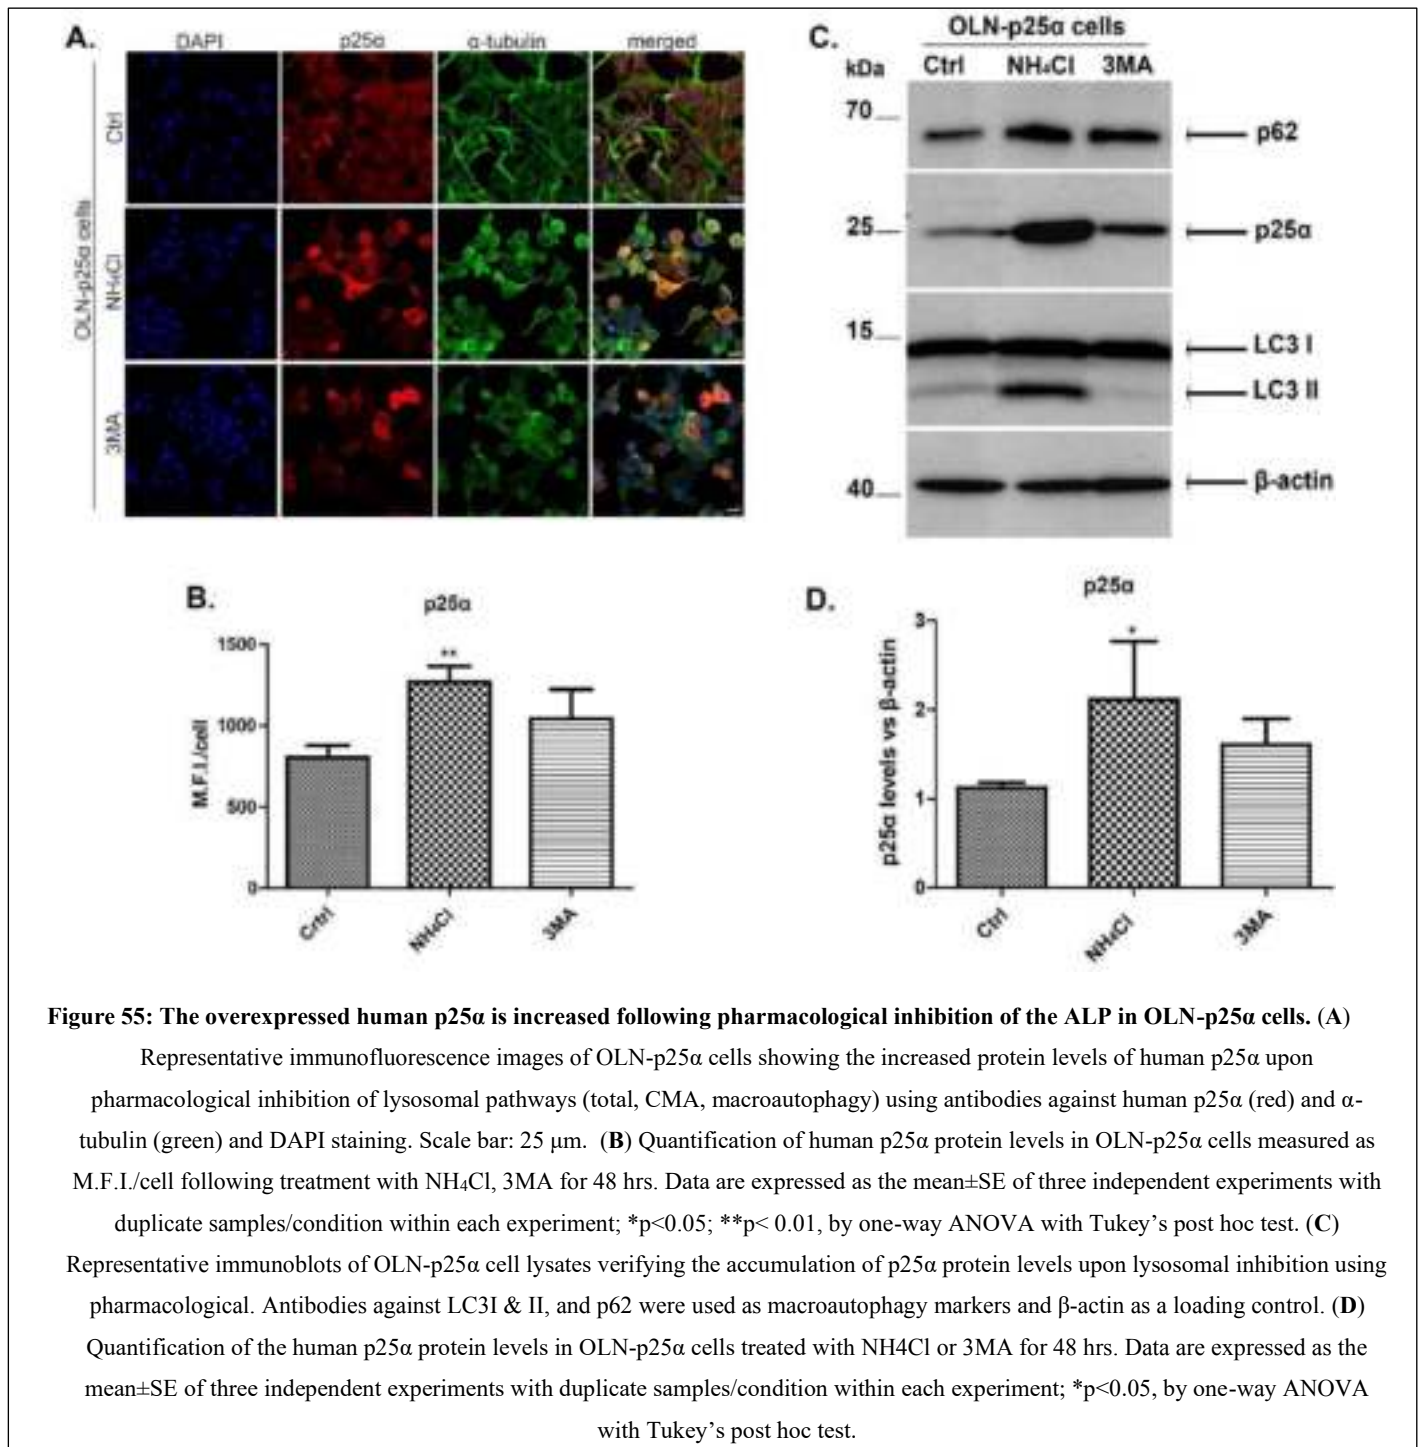 A.
DAPI p25α α-tubulin merged
OLN-p25α cells
Ctrl
NH₄Cl
3MA
C.
OLN-p25α cells
kDa Ctrl NH₄Cl 3MA
70 p62
25 p25α
15 LC3 I
LC3 II
40 β-actin
B.
p25α
M.F.I./cell
1500
**
1000
500
0
Crtrl NH₄Cl 3MA
D.
p25α
p25α levels vs β-actin
3
*
2
1
0
Ctrl NH₄Cl 3MA
Figure 55: The overexpressed human p25α is increased following pharmacological inhibition of the ALP in OLN-p25α cells. (A)
Representative immunofluorescence images of OLN-p25α cells showing the increased protein levels of human p25α upon
pharmacological inhibition of lysosomal pathways (total, CMA, macroautophagy) using antibodies against human p25α (red) and α-
tubulin (green) and DAPI staining. Scale bar: 25 μm. (B) Quantification of human p25α protein levels in OLN-p25α cells measured as
M.F.I./cell following treatment with NH₄Cl, 3MA for 48 hrs. Data are expressed as the mean±SE of three independent experiments with
duplicate samples/condition within each experiment; *p<0.05; **p< 0.01, by one-way ANOVA with Tukey’s post hoc test. (C)
Representative immunoblots of OLN-p25α cell lysates verifying the accumulation of p25α protein levels upon lysosomal inhibition using
pharmacological. Antibodies against LC3I & II, and p62 were used as macroautophagy markers and β-actin as a loading control. (D)
Quantification of the human p25α protein levels in OLN-p25α cells treated with NH4Cl or 3MA for 48 hrs. Data are expressed as the
mean±SE of three independent experiments with duplicate samples/condition within each experiment; *p<0.05, by one-way ANOVA
with Tukey’s post hoc test.